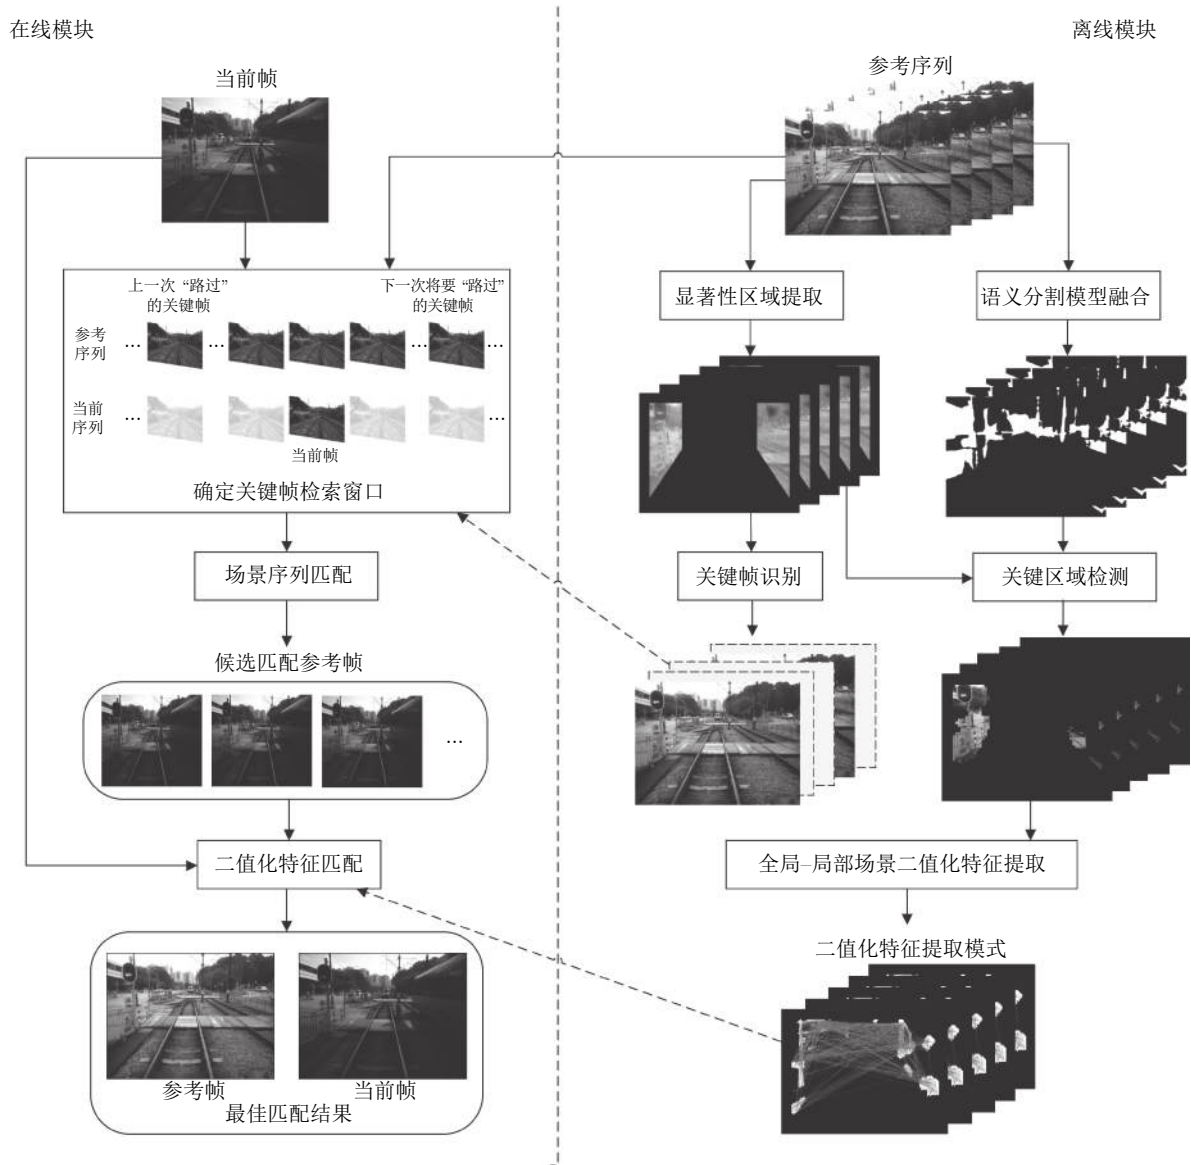 在线模块
离线模块
当前帧
参考序列
上一次 “路过”
的关键帧
下一次将要 “路过”
的关键帧
参考
序列
… … … …
当前
序列
… …
当前帧
确定关键帧检索窗口
显著性区域提取
语义分割模型融合
场景序列匹配
关键帧识别
关键区域检测
候选匹配参考帧
…
二值化特征匹配
全局–局部场景二值化特征提取
二值化特征提取模式
参考帧
当前帧
最佳匹配结果